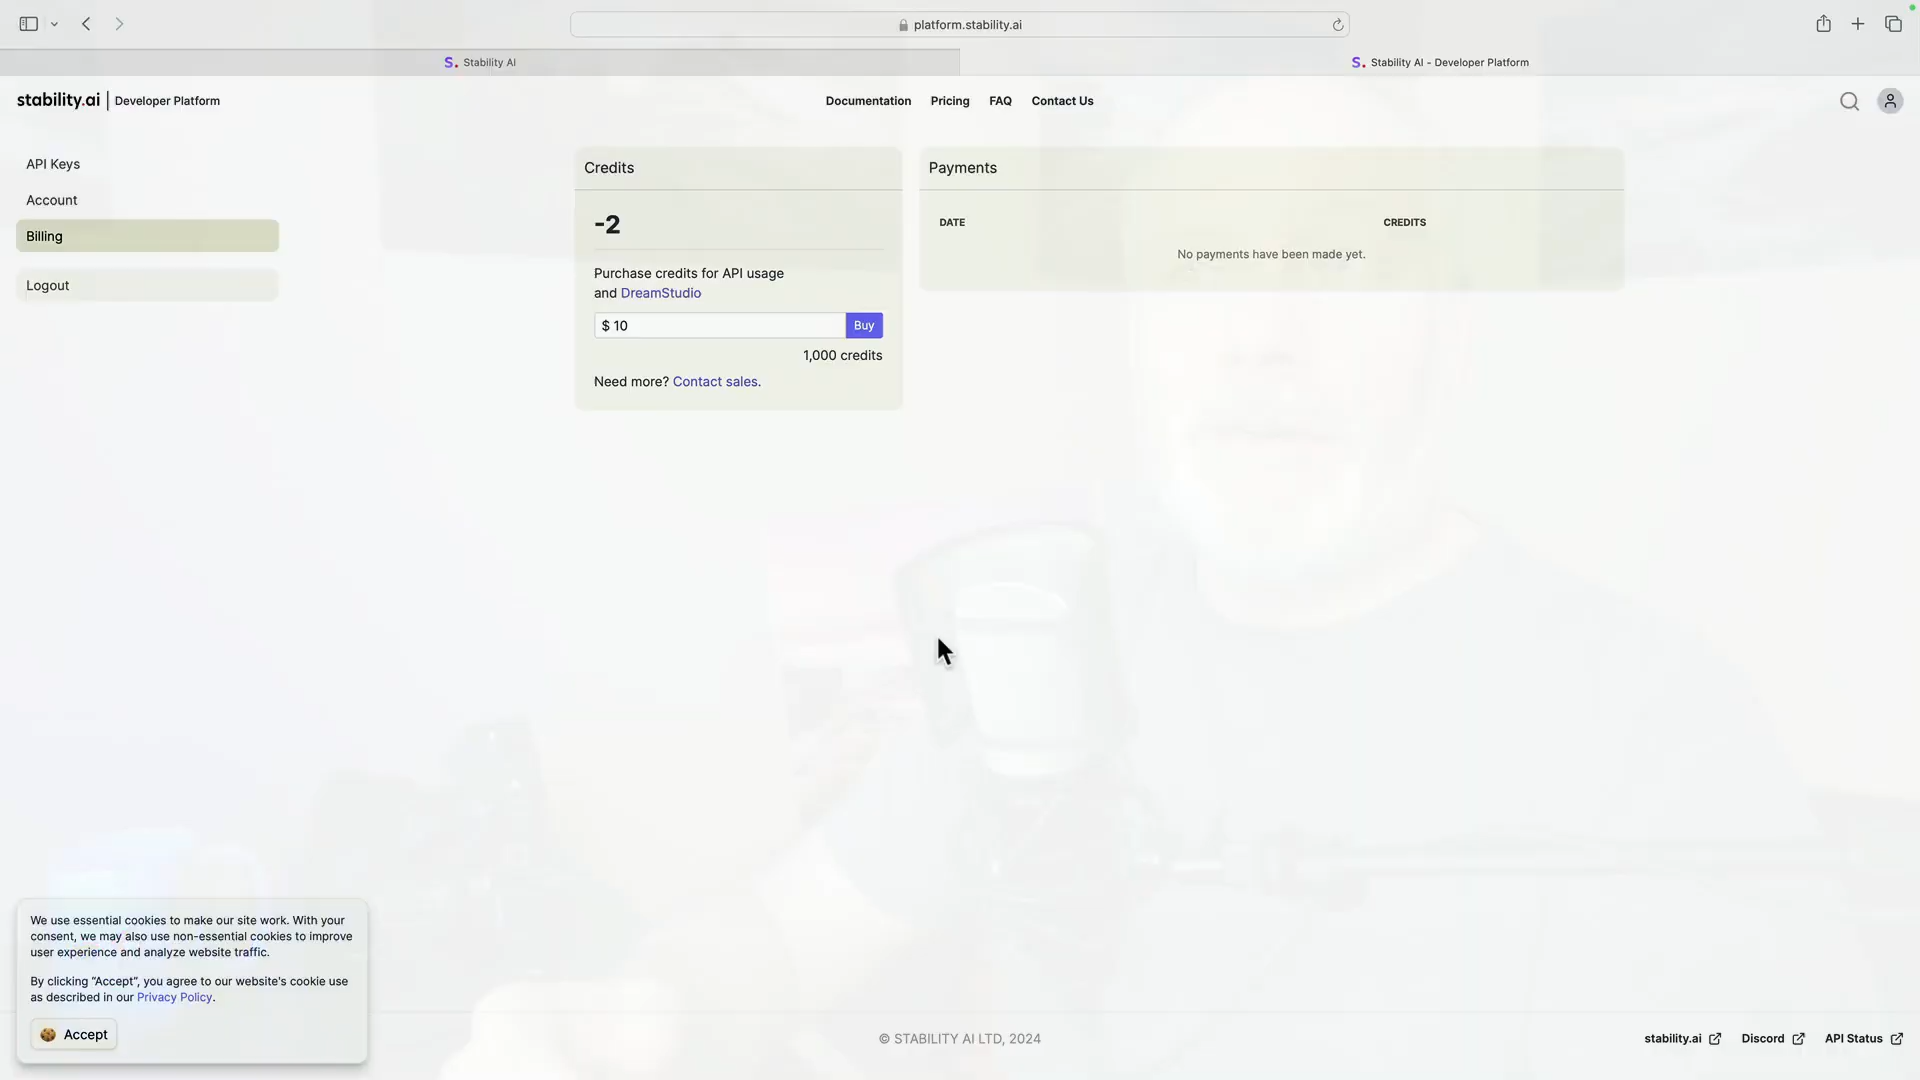 platform.stability.ai
S. Stability AI
S. Stability AI - Developer Platform
stability.ai | Developer Platform
Documentation
Pricing
FAQ
Contact Us
API Keys
Account
Billing
Logout
Credits
-2
Purchase credits for API usage
and DreamStudio
$ 10
Buy
1,000 credits
Need more? Contact sales.
Payments
DATE
CREDITS
No payments have been made yet.
We use essential cookies to make our site work. With your
consent, we may also use non-essential cookies to improve
user experience and analyze website traffic.
By clicking “Accept”, you agree to our website's cookie use
as described in our Privacy Policy.
Accept
© STABILITY AI LTD, 2024
stability.ai
Discord
API Status